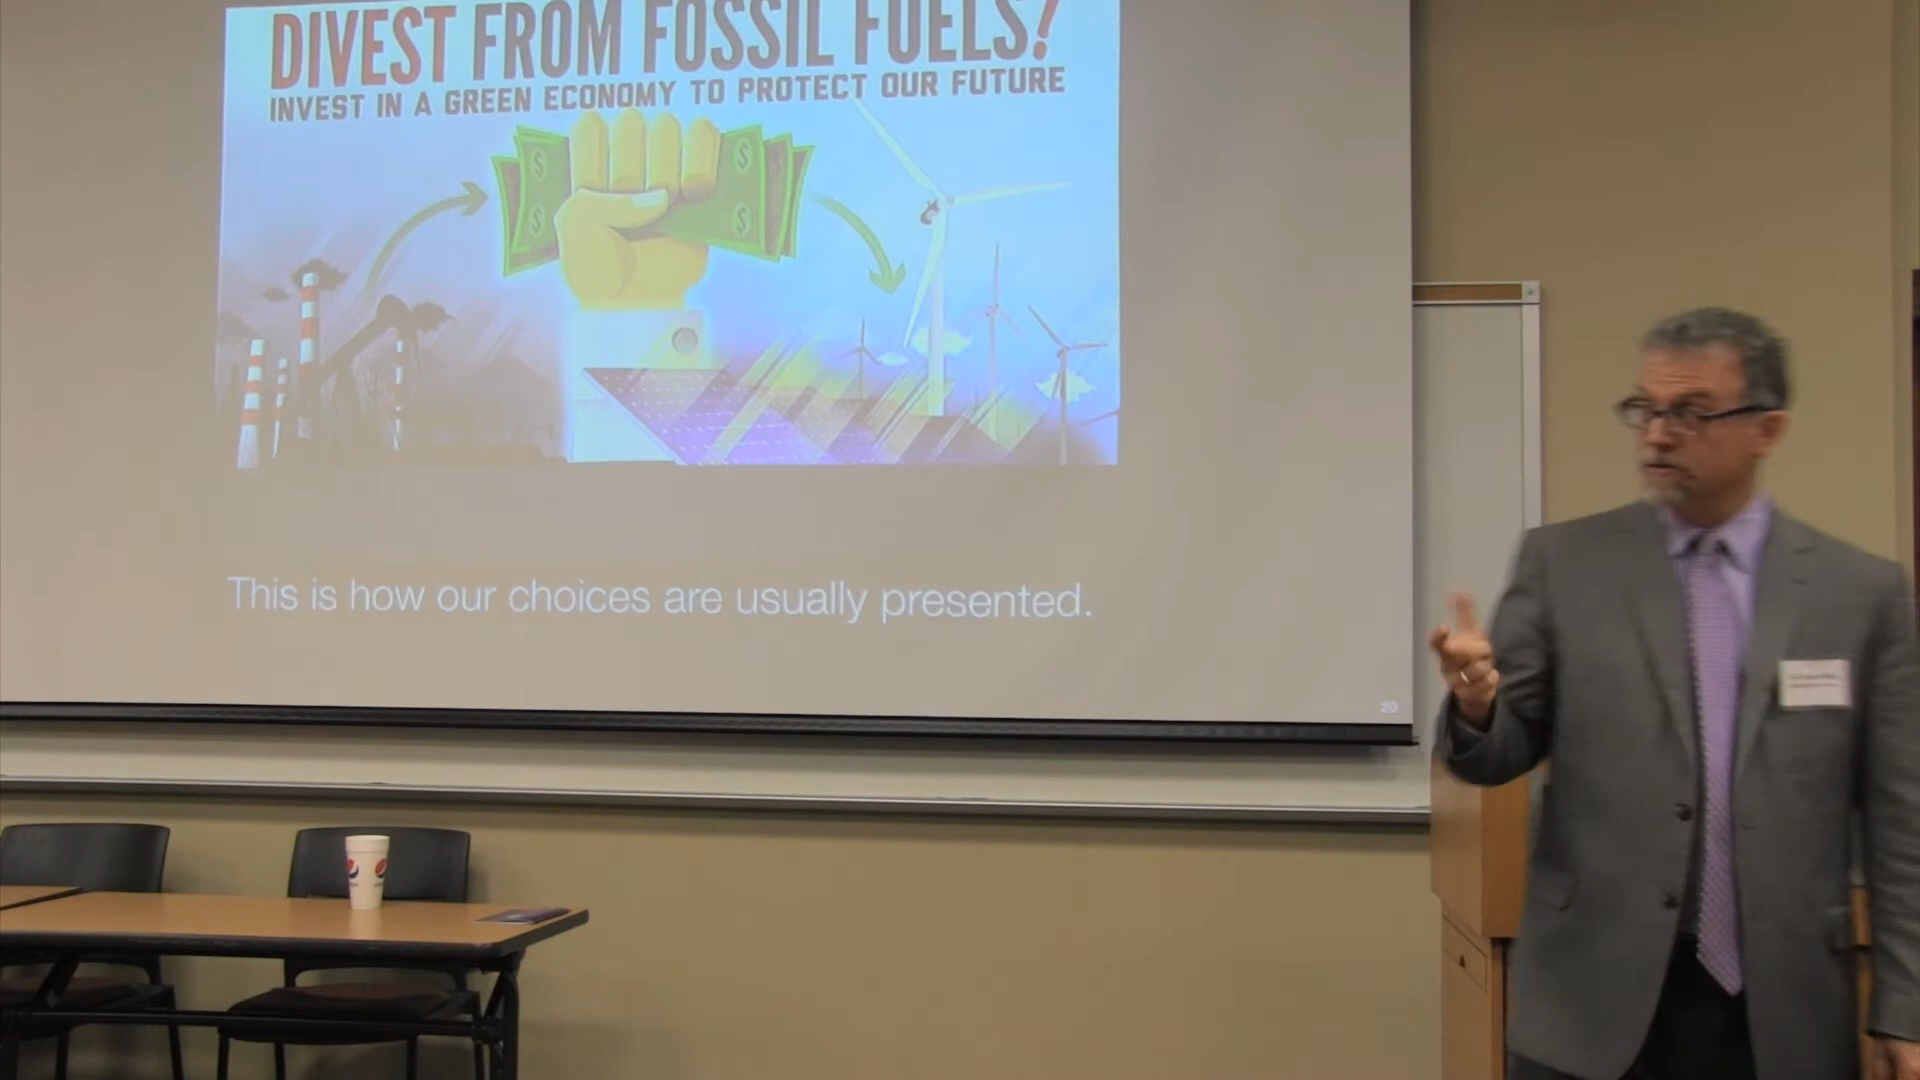 DIVEST FROM FOSSIL FUELS!
INVEST IN A GREEN ECONOMY TO PROTECT OUR FUTURE
$ $
$ $
This is how our choices are usually presented.
20